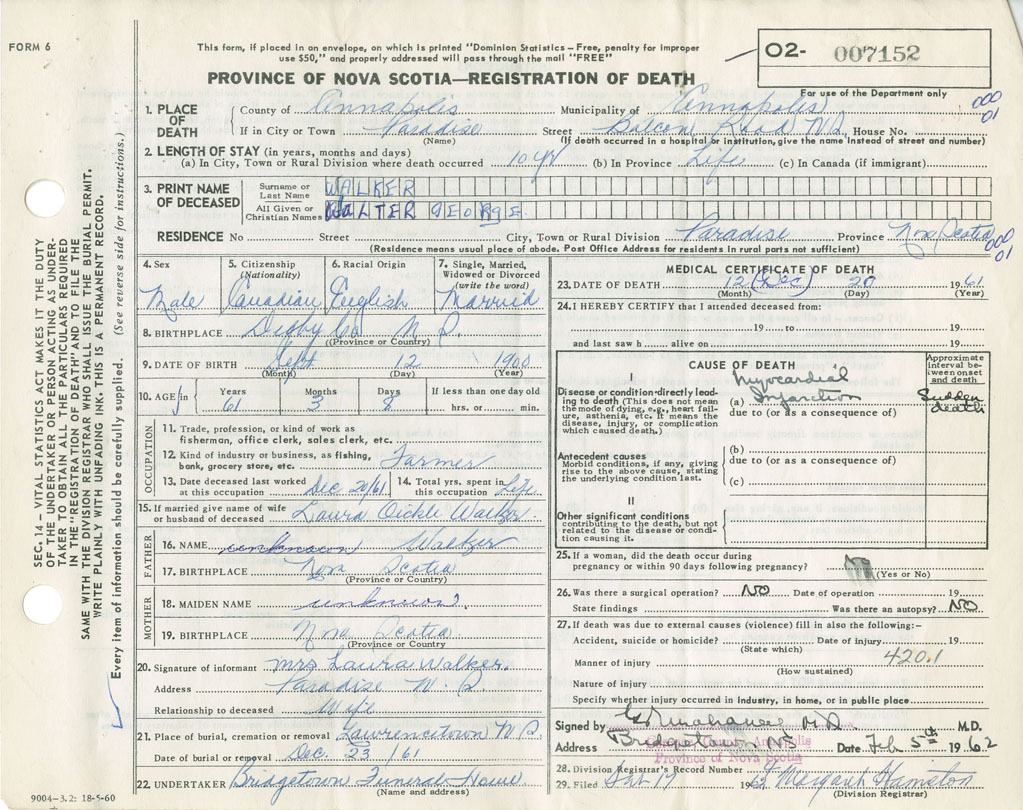 FORM 6
This form, if placed in an envelope, on which is printed "Dominion Statistics – Free, penalty for improper
use $50," and properly addressed will pass through the mail "FREE"
O2- 007152
For use of the Department only
PROVINCE OF NOVA SCOTIA—REGISTRATION OF DEATH
000
01
1. PLACE OF DEATH
County of Annapolis Municipality of Annapolis
If in City or Town Paradise Street Balcom Road N.S. House No.
(Name) (If death occurred in a hospital or institution, give the name instead of street and number)
2. LENGTH OF STAY (in years, months and days)
(a) In City, Town or Rural Division where death occurred 10 yr (b) In Province Life (c) In Canada (if immigrant)
3. PRINT NAME OF DECEASED
Surname or Last Name WALKER
All Given or Christian Names WALTER GEORGE
RESIDENCE No Street City, Town or Rural Division Paradise Province Nova Scotia
000
01
(Residence means usual place of abode. Post Office Address for residents rural parts not sufficient)
4. Sex
Male
5. Citizenship (Nationality)
Canadian
6. Racial Origin
English
7. Single, Married, Widowed or Divorced (write the word)
Married
8. BIRTHPLACE Digby Co N S
(Province or Country)
9. DATE OF BIRTH Sept. 12 1900
(Month) (Day) (Year)
10. AGE in
Years Months Days If less than one day old
61 3 8 hrs. or min.
OCCUPATION
11. Trade, profession, or kind of work as
fisherman, office clerk, sales clerk, etc.
12. Kind of industry or business, as fishing,
bank, grocery store, etc. Farmer
13. Date deceased last worked at this occupation Dec 20/61
14. Total yrs. spent in this occupation Life
15. If married give name of wife
or husband of deceased Laura Oickle Walker
FATHER
16. NAME unknown Walker
17. BIRTHPLACE Nova Scotia
(Province or Country)
MOTHER
18. MAIDEN NAME unknown
19. BIRTHPLACE Nova Scotia
(Province or Country
20. Signature of informant Mrs Laura Walker.
Address Paradise N. S.
Relationship to deceased Wife
21. Place of burial, cremation or removal Lawrencetown N S
Date of burial or removal Dec. 23 /61
22. UNDERTAKER Bridgetown Funeral Home
(Name and address)
MEDICAL CERTIFICATE OF DEATH
23. DATE OF DEATH 12 (Dec) 20 1961
(Month) (Day) (Year)
24. I HEREBY CERTIFY that I attended deceased from:
19 to 19
and last saw h alive on 19
CAUSE OF DEATH
Approximate interval between onset and death
I
Disease or condition directly leading to death (This does not mean the mode of dying, e.g., heart failure, asthenia, etc. It means the disease, injury, or complication which caused death.)
(a) Myocardial Infarction
Sudden death
due to (or as a consequence of)
Antecedent causes
Morbid conditions, if any, giving rise to the above cause, stating the underlying condition last.
(b)
due to (or as a consequence of)
(c)
II
Other significant conditions
contributing to the death, but not related to the disease or condition causing it.
25. If a woman, did the death occur during
pregnancy or within 90 days following pregnancy? No
(Yes or No)
26. Was there a surgical operation? NO Date of operation 19
State findings Was there an autopsy? NO
27. If death was due to external causes (violence) fill in also the following:-
Accident, suicide or homicide? Date of injury 19
(State which)
420.1
Manner of injury
(How sustained)
Nature of injury
Specify whether injury occurred in industry, in home, or in public place
Signed by M.D. M.D.
Address Bridgetown NS Date Feb 5th 1962
Province of Nova Scotia
28. Division Registrar's Record Number
29. Filed 19 1962 Margaret Hamilton
(Division Registrar)
SEC. 14 – VITAL STATISTICS ACT MAKES IT THE DUTY
OF THE UNDERTAKER OR PERSON ACTING AS UNDERTAKER TO OBTAIN ALL THE PARTICULARS REQUIRED
IN THE "REGISTRATION OF DEATH" AND TO FILE THE
SAME WITH THE DIVISION REGISTRAR WHO SHALL ISSUE THE BURIAL PERMIT.
WRITE PLAINLY WITH UNFADING INK. THIS IS A PERMANENT RECORD.
Every item of information should be carefully supplied. (See reverse side for instructions.)
9004-3.2: 18-5-60